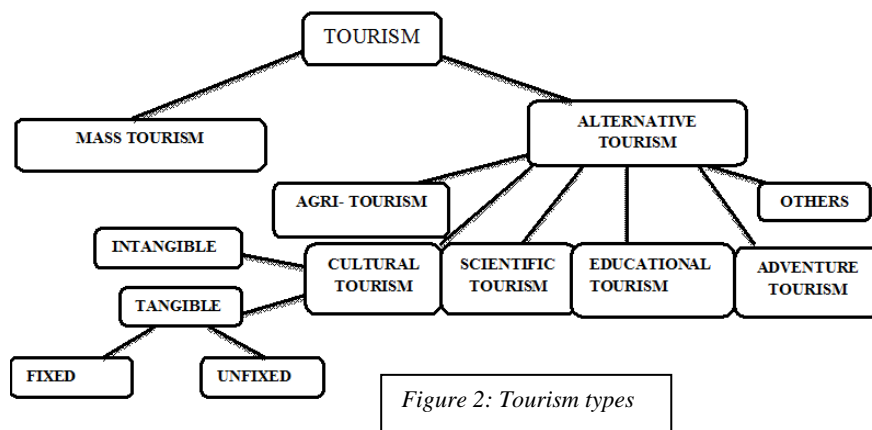 TOURISM
MASS TOURISM
ALTERNATIVE
TOURISM
AGRI- TOURISM
OTHERS
INTANGIBLE
CULTURAL
TOURISM
SCIENTIFIC
TOURISM
EDUCATIONAL
TOURISM
ADVENTURE
TOURISM
TANGIBLE
FIXED
UNFIXED
Figure 2: Tourism types